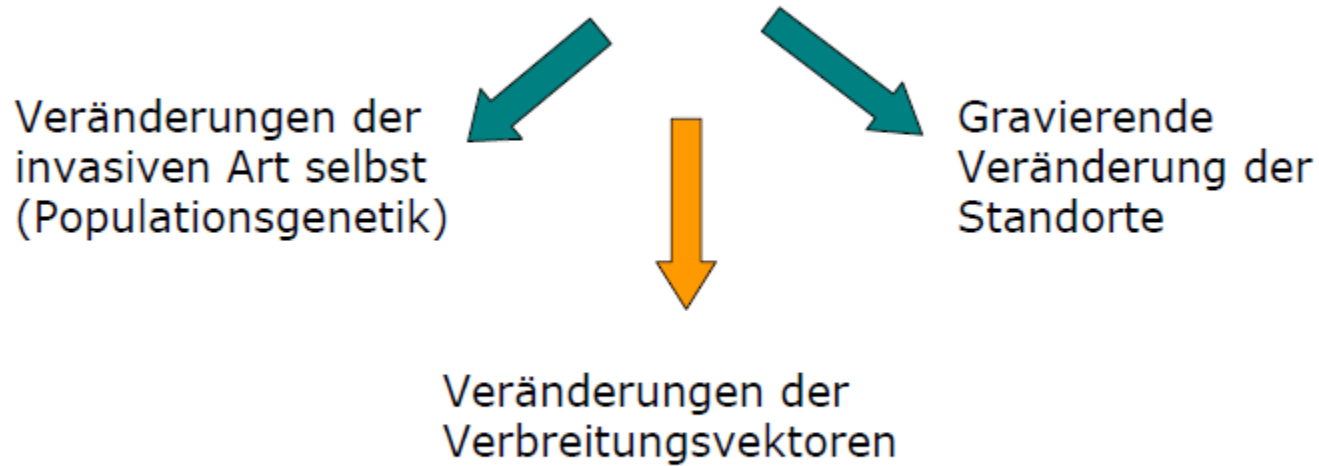 Veränderungen der
invasiven Art selbst
(Populationsgenetik)
Gravierende
Veränderung der
Standorte
Veränderungen der
Verbreitungsvektoren